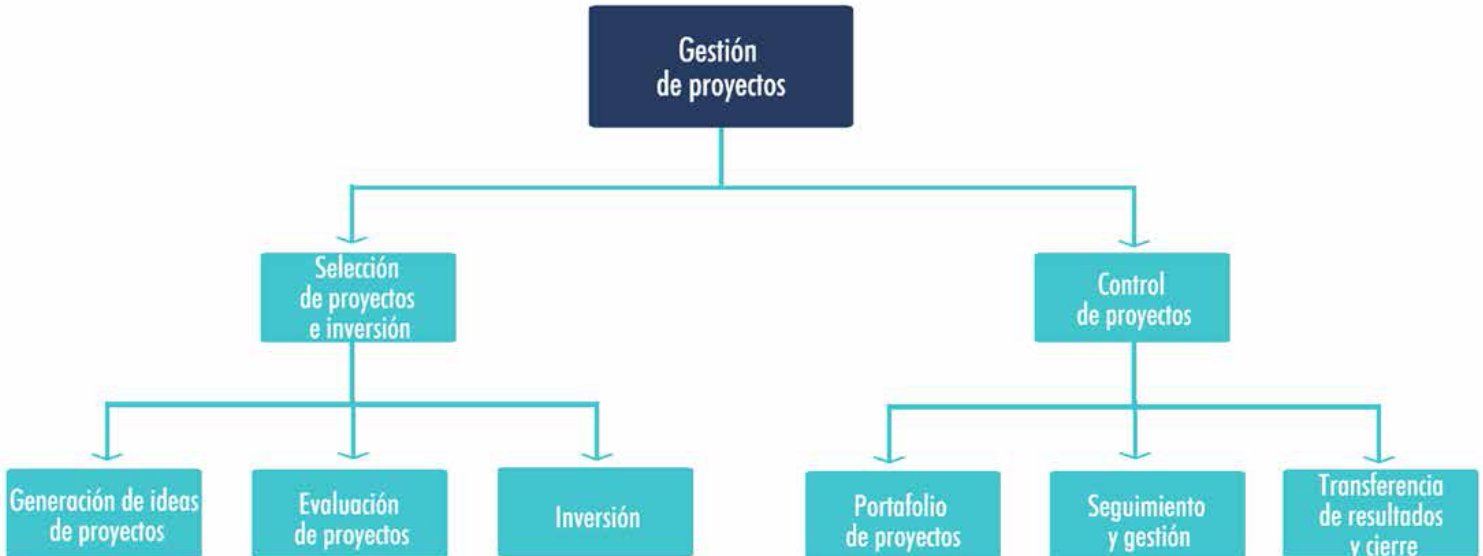 Gestión
de proyectos
Selección
de proyectos
e inversión
Control
de proyectos
Generación de ideas
de proyectos
Evaluación
de proyectos
Inversión
Portafolio
de proyectos
Seguimiento
y gestión
Transferencia
de resultados
y cierre